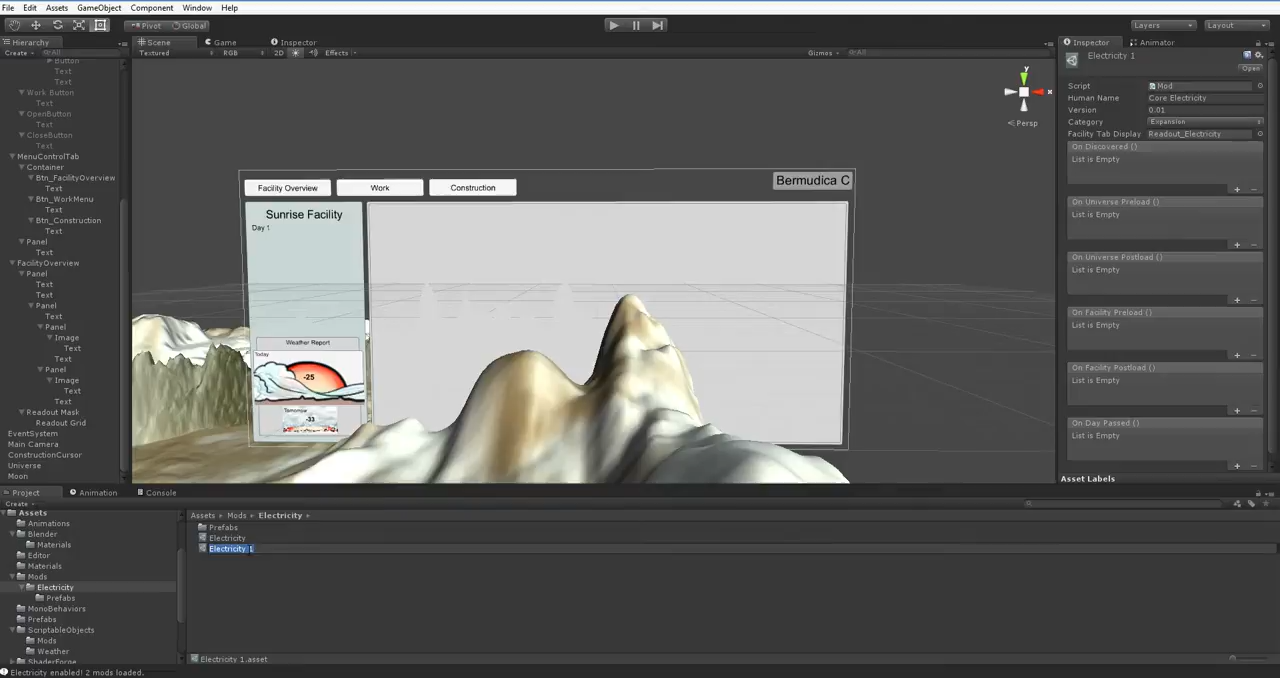 File Edit Assets GameObject Component Window Help
Pivot Global Layers Layout
Hierarchy Scene Game Inspector Inspector Animator
Create All Textured RGB 2D Effects Gizmos All
Button
Text
Text
Work Button
Text
OpenButton
Text
CloseButton
Text
MenuControlTab
Container
Btn_FacilityOverview
Text
Btn_WorkMenu
Text
Btn_Construction
Text
Panel
Text
FacilityOverview
Panel
Text
Text
Panel
Text
Panel
Image
Text
Text
Panel
Image
Text
Text
Readout Mask
Readout Grid
EventSystem
Main Camera
ConstructionCursor
Universe
Moon
y
x
Persp
Facility Overview Work Construction Bermudica C
Sunrise Facility
Day 1
Weather Report
Today
-25
Tomorrow
-33
Electricity 1
Open
Script Mod
Human Name Core Electricity
Version 0.01
Category Expansion
Facility Tab Display Readout_Electricity
On Discovered ()
List is Empty
On Universe Preload ()
List is Empty
On Universe Postload ()
List is Empty
On Facility Preload ()
List is Empty
On Facility Postload ()
List is Empty
On Day Passed ()
List is Empty
Asset Labels
Project Animation Console
Create
Assets
Animations
Blender
Materials
Editor
Materials
Mods
Electricity
Prefabs
MonoBehaviors
Prefabs
ScriptableObjects
Mods
Weather
ShaderForge
Assets Mods Electricity
Prefabs
Electricity
Electricity 1
Electricity 1.asset
Electricity enabled! 2 mods loaded.